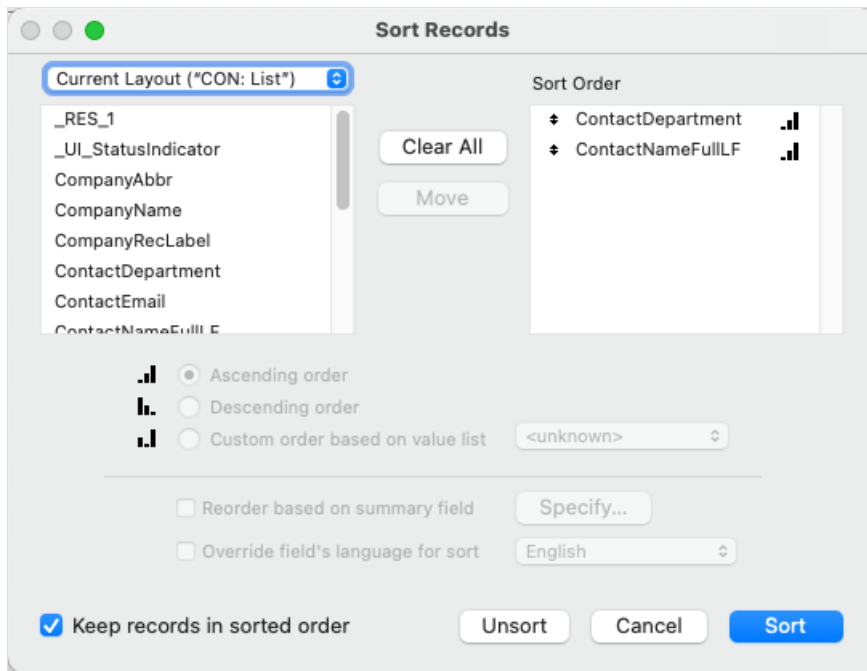 Sort Records
Current Layout (“CON: List”)
_RES_1
_UI_StatusIndicator
CompanyAbbr
CompanyName
CompanyRecLabel
ContactDepartment
ContactEmail
ContactNameFullLF
Clear All
Move
Sort Order
ContactDepartment
ContactNameFullLF
Ascending order
Descending order
Custom order based on value list
<unknown>
Reorder based on summary field
Specify...
Override field's language for sort
English
Keep records in sorted order
Unsort
Cancel
Sort